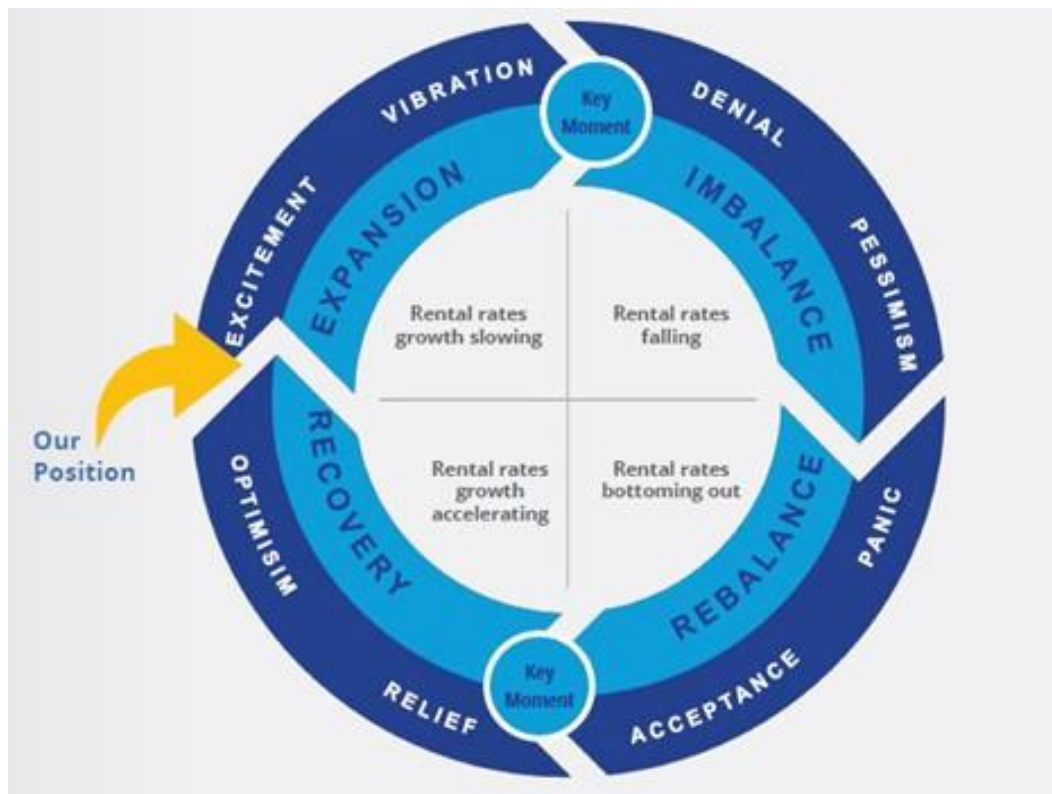 VIBRATION
EXCITEMENT
EXPANSION
Key
Moment
DENIAL
PESSIMISM
IMBALANCE
Rental rates
growth slowing
Rental rates
falling
Our
Position
OPTIMISIM
RELIEF
RECOVERY
Rental rates
growth
accelerating
Rental rates
bottoming out
REBALANCE
PANIC
ACCEPTANCE
Key
Moment